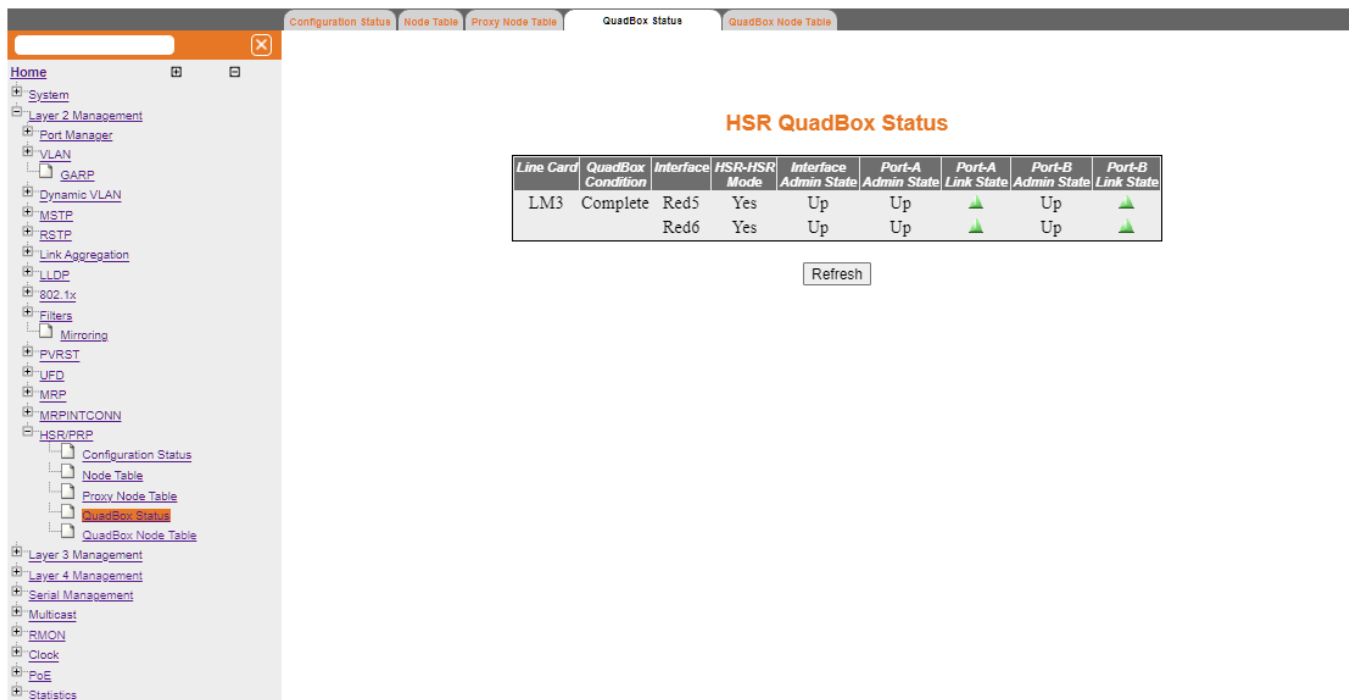 Configuration Status Node Table Proxy Node Table QuadBox Status QuadBox Node Table
Home
System
Layer 2 Management
Port Manager
VLAN
GARP
Dynamic VLAN
MSTP
RSTP
Link Aggregation
LLDP
802.1x
Filters
Mirroring
PVRST
UFD
MRP
MRPINTCONN
HSR/PRP
Configuration Status
Node Table
Proxy Node Table
QuadBox Status
QuadBox Node Table
Layer 3 Management
Layer 4 Management
Serial Management
Multicast
RMON
Clock
PoE
Statistics
HSR QuadBox Status
Line Card QuadBox Interface HSR-HSR Interface Port-A Port-A Port-B Port-B
Condition Mode Admin State Admin State Link State Admin State Link State
LM3 Complete Red5 Yes Up Up Up
Red6 Yes Up Up Up
Refresh